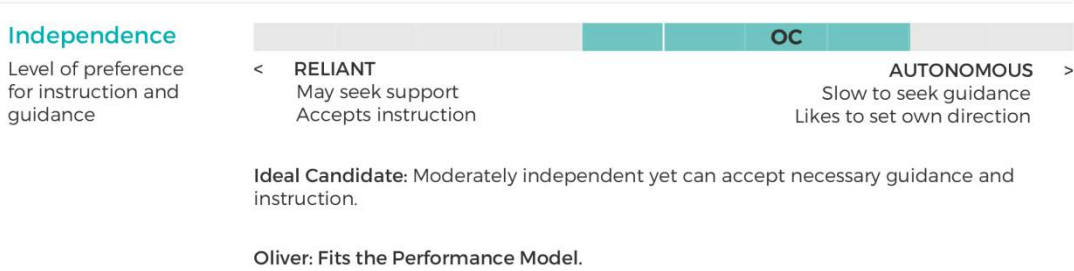 Independence
Level of preference
for instruction and
guidance
OC
< RELIANT
May seek support
Accepts instruction
AUTONOMOUS >
Slow to seek guidance
Likes to set own direction
Ideal Candidate: Moderately independent yet can accept necessary guidance and
instruction.
Oliver: Fits the Performance Model.